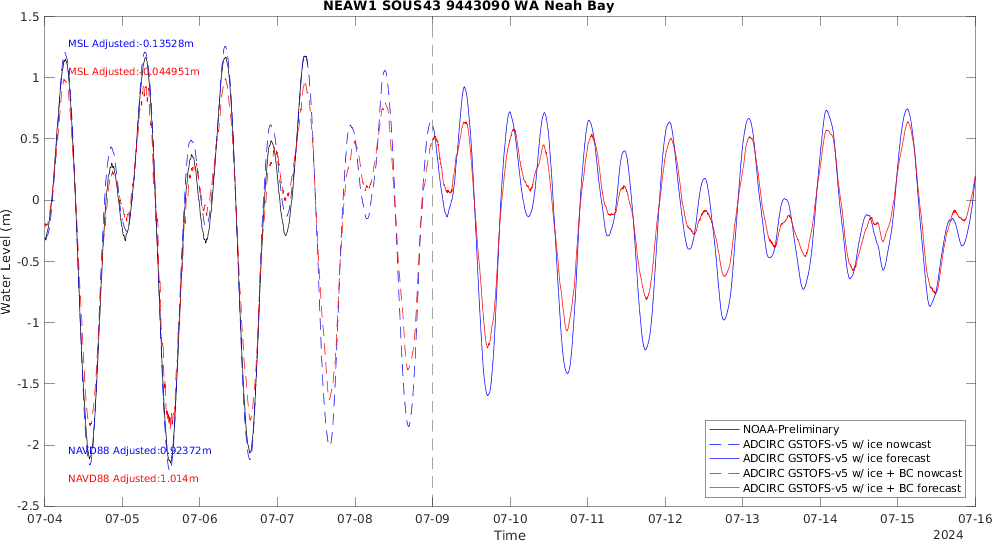 NEAW1 SOUS43 9443090 WA Neah Bay
1.5
1
0.5
0
-0.5
-1
-1.5
-2
-2.5
Water Level (m)
MSL Adjusted:-0.13528m
MSL Adjusted:-0.044951m
NAVD88 Adjusted:0.92372m
NAVD88 Adjusted:1.014m
NOAA-Preliminary
ADCIRC GSTOFS-v5 w/ ice nowcast
ADCIRC GSTOFS-v5 w/ ice forecast
ADCIRC GSTOFS-v5 w/ ice + BC nowcast
ADCIRC GSTOFS-v5 w/ ice + BC forecast
07-04 07-05 07-06 07-07 07-08 07-09 07-10 07-11 07-12 07-13 07-14 07-15 07-16
Time
2024